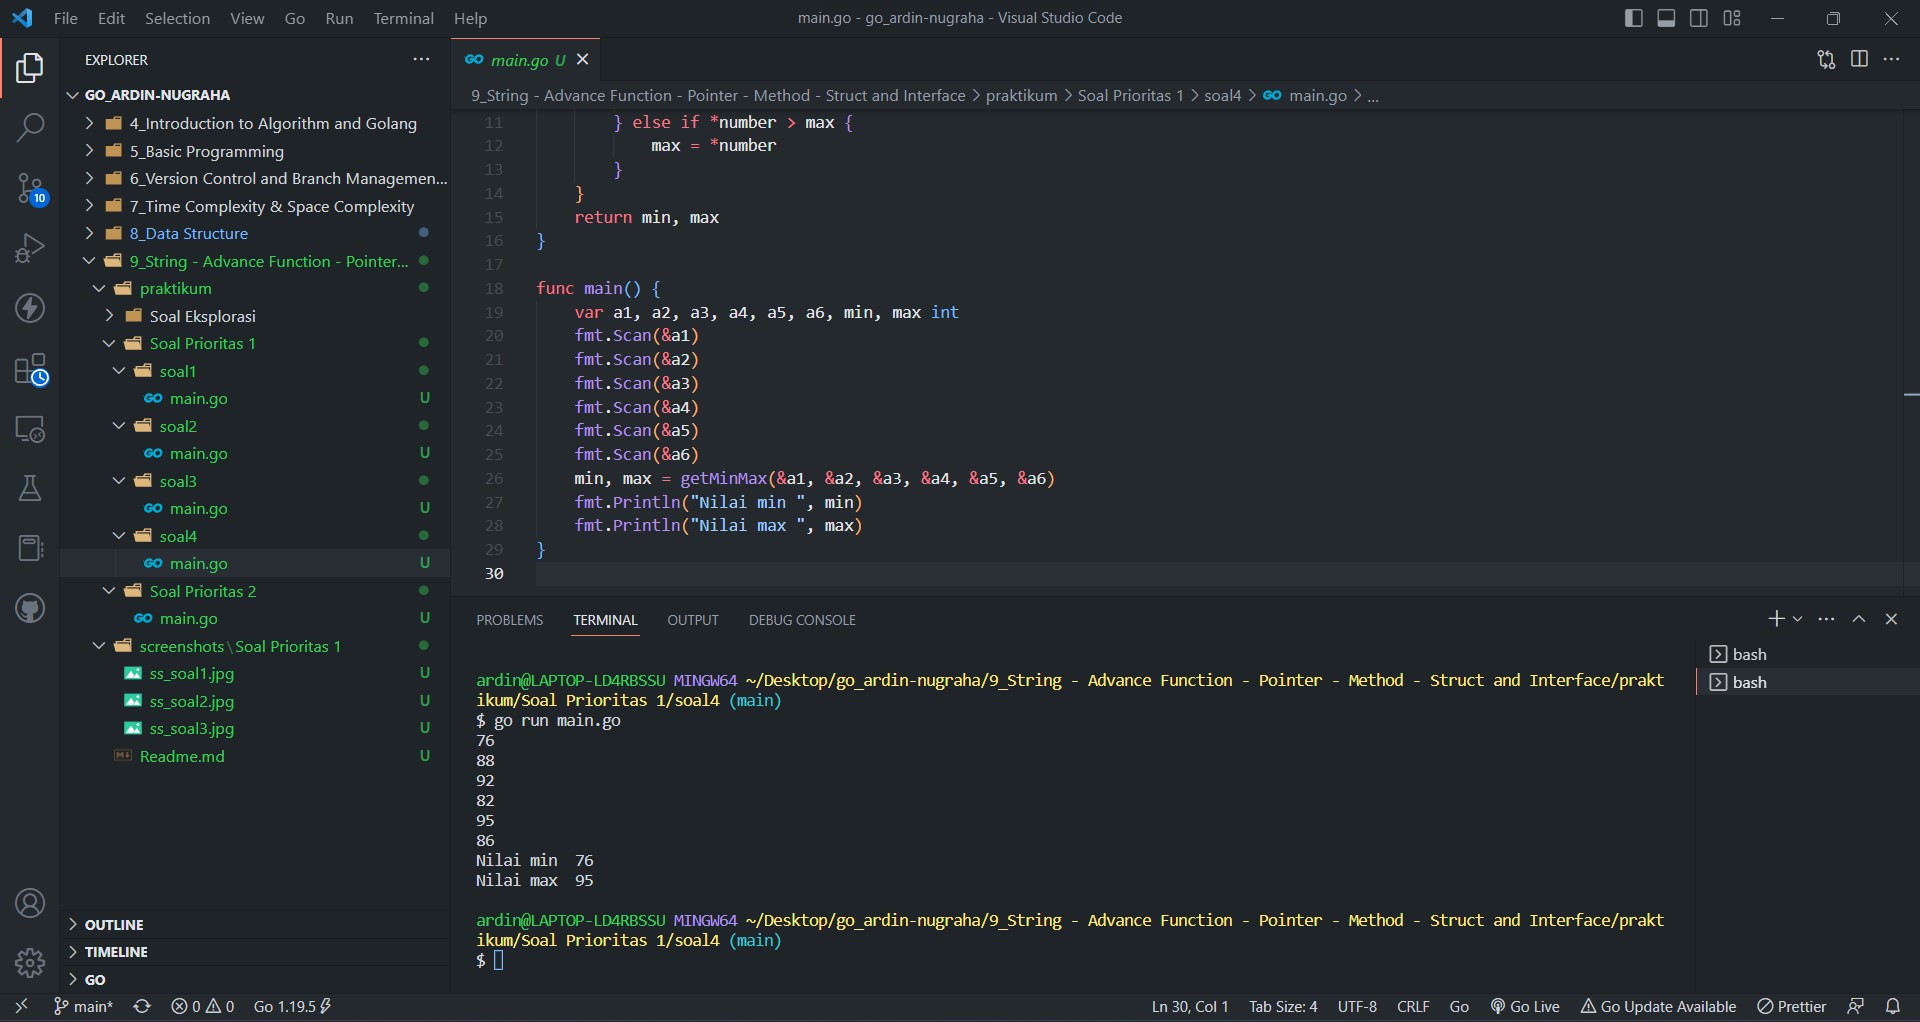 File Edit Selection View Go Run Terminal Help
main.go - go_ardin-nugraha - Visual Studio Code
EXPLORER
GO_ARDIN-NUGRAHA
4_Introduction to Algorithm and Golang
5_Basic Programming
6_Version Control and Branch Managemen...
7_Time Complexity & Space Complexity
8_Data Structure
9_String - Advance Function - Pointer...
praktikum
Soal Eksplorasi
Soal Prioritas 1
soal1
GO main.go U
soal2
GO main.go U
soal3
GO main.go U
soal4
GO main.go U
Soal Prioritas 2
GO main.go U
screenshots\Soal Prioritas 1
ss_soal1.jpg U
ss_soal2.jpg U
ss_soal3.jpg U
Readme.md U
OUTLINE
TIMELINE
GO
10
GO main.go U
9_String - Advance Function - Pointer - Method - Struct and Interface > praktikum > Soal Prioritas 1 > soal4 > GO main.go > ...
11 } else if *number > max {
12 max = *number
13 }
14 }
15 return min, max
16 }
17
18 func main() {
19 var a1, a2, a3, a4, a5, a6, min, max int
20 fmt.Scan(&a1)
21 fmt.Scan(&a2)
22 fmt.Scan(&a3)
23 fmt.Scan(&a4)
24 fmt.Scan(&a5)
25 fmt.Scan(&a6)
26 min, max = getMinMax(&a1, &a2, &a3, &a4, &a5, &a6)
27 fmt.Println("Nilai min ", min)
28 fmt.Println("Nilai max ", max)
29 }
30
PROBLEMS TERMINAL OUTPUT DEBUG CONSOLE
bash
bash
ardin@LAPTOP-LD4RBSSU MINGW64 ~/Desktop/go_ardin-nugraha/9_String - Advance Function - Pointer - Method - Struct and Interface/prakt
ikum/Soal Prioritas 1/soal4 (main)
$ go run main.go
76
88
92
82
95
86
Nilai min  76
Nilai max  95
ardin@LAPTOP-LD4RBSSU MINGW64 ~/Desktop/go_ardin-nugraha/9_String - Advance Function - Pointer - Method - Struct and Interface/prakt
ikum/Soal Prioritas 1/soal4 (main)
$
main* 0 0 Go 1.19.5 Ln 30, Col 1 Tab Size: 4 UTF-8 CRLF Go Go Live Go Update Available Prettier